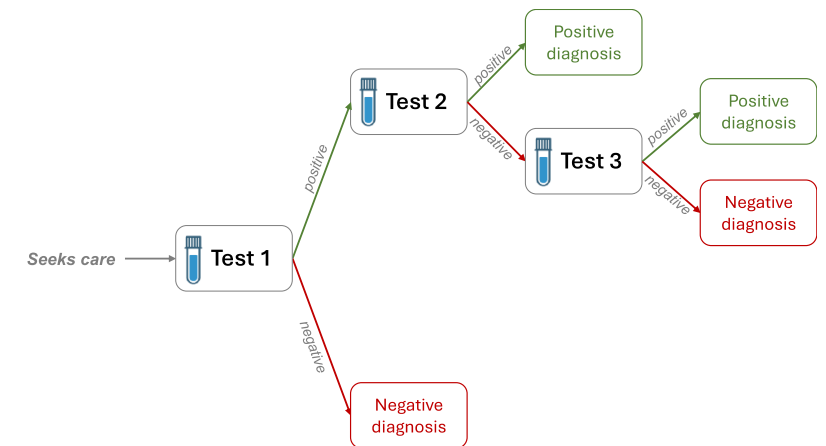 Positive
diagnosis
positive
Test 2
negative
Positive
diagnosis
positive
Test 3
negative
Negative
diagnosis
positive
Seeks care
Test 1
negative
Negative
diagnosis